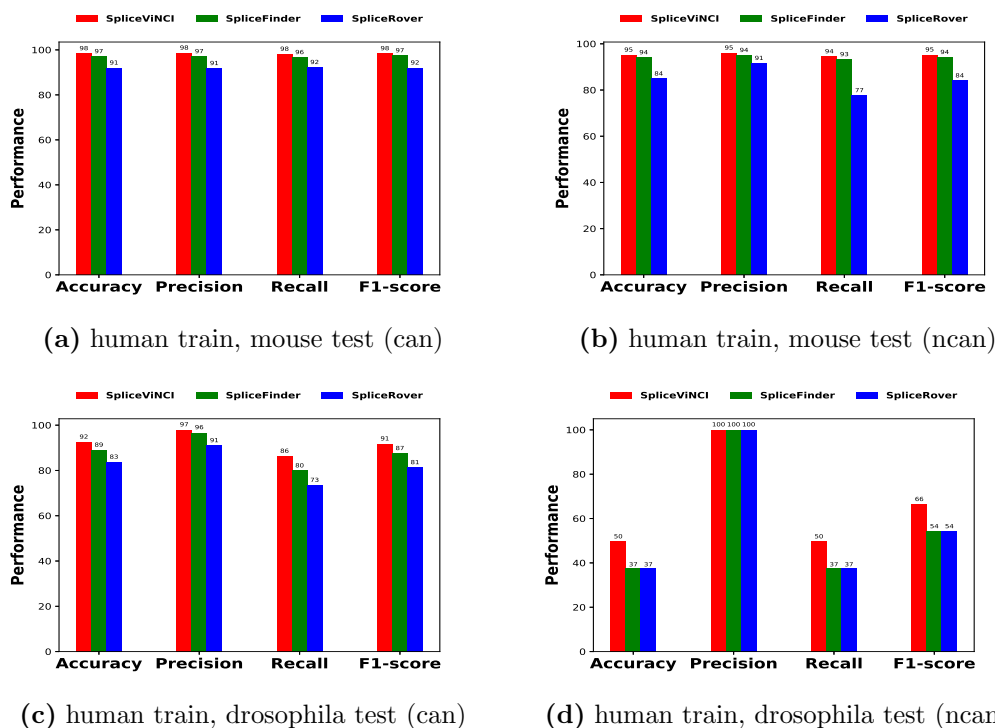 SpliceViNCI SpliceFinder SpliceRover
Performance
100
80
60
40
20
0
98 97 91 98 97 91 98 96 92 98 97 92
Accuracy Precision Recall F1-score
(a) human train, mouse test (can)
SpliceViNCI SpliceFinder SpliceRover
Performance
100
80
60
40
20
0
95 94 84 95 94 91 94 93 77 95 94 84
Accuracy Precision Recall F1-score
(b) human train, mouse test (ncan)
SpliceViNCI SpliceFinder SpliceRover
Performance
100
80
60
40
20
0
92 89 83 97 96 91 86 80 73 91 87 81
Accuracy Precision Recall F1-score
(c) human train, drosophila test (can)
SpliceViNCI SpliceFinder SpliceRover
Performance
100
80
60
40
20
0
50 37 37 100 100 100 50 37 37 66 54 54
Accuracy Precision Recall F1-score
(d) human train, drosophila test (ncan